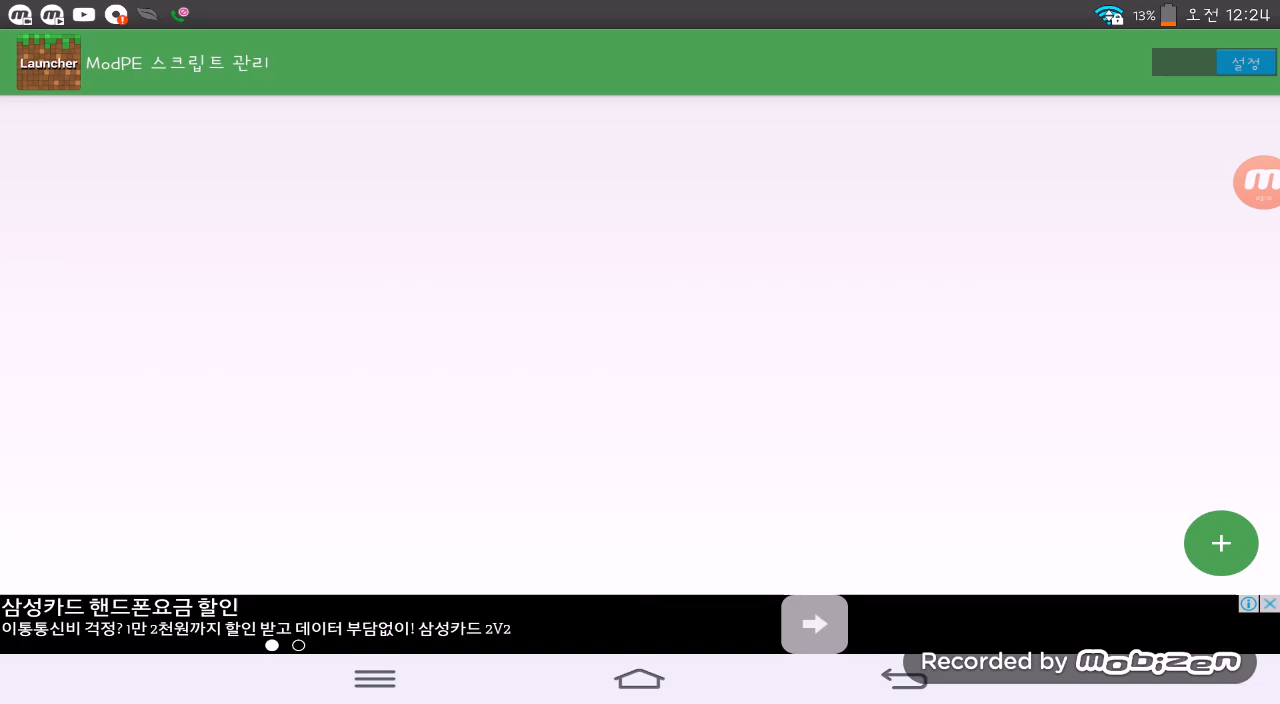 13% 오전 12:24
Launcher ModPE 스크립트 관리
설정
삼성카드 핸드폰요금 할인
이통통신비 걱정? 1만 2천원까지 할인 받고 데이터 부담없이! 삼성카드 2V2
Recorded by mobizen